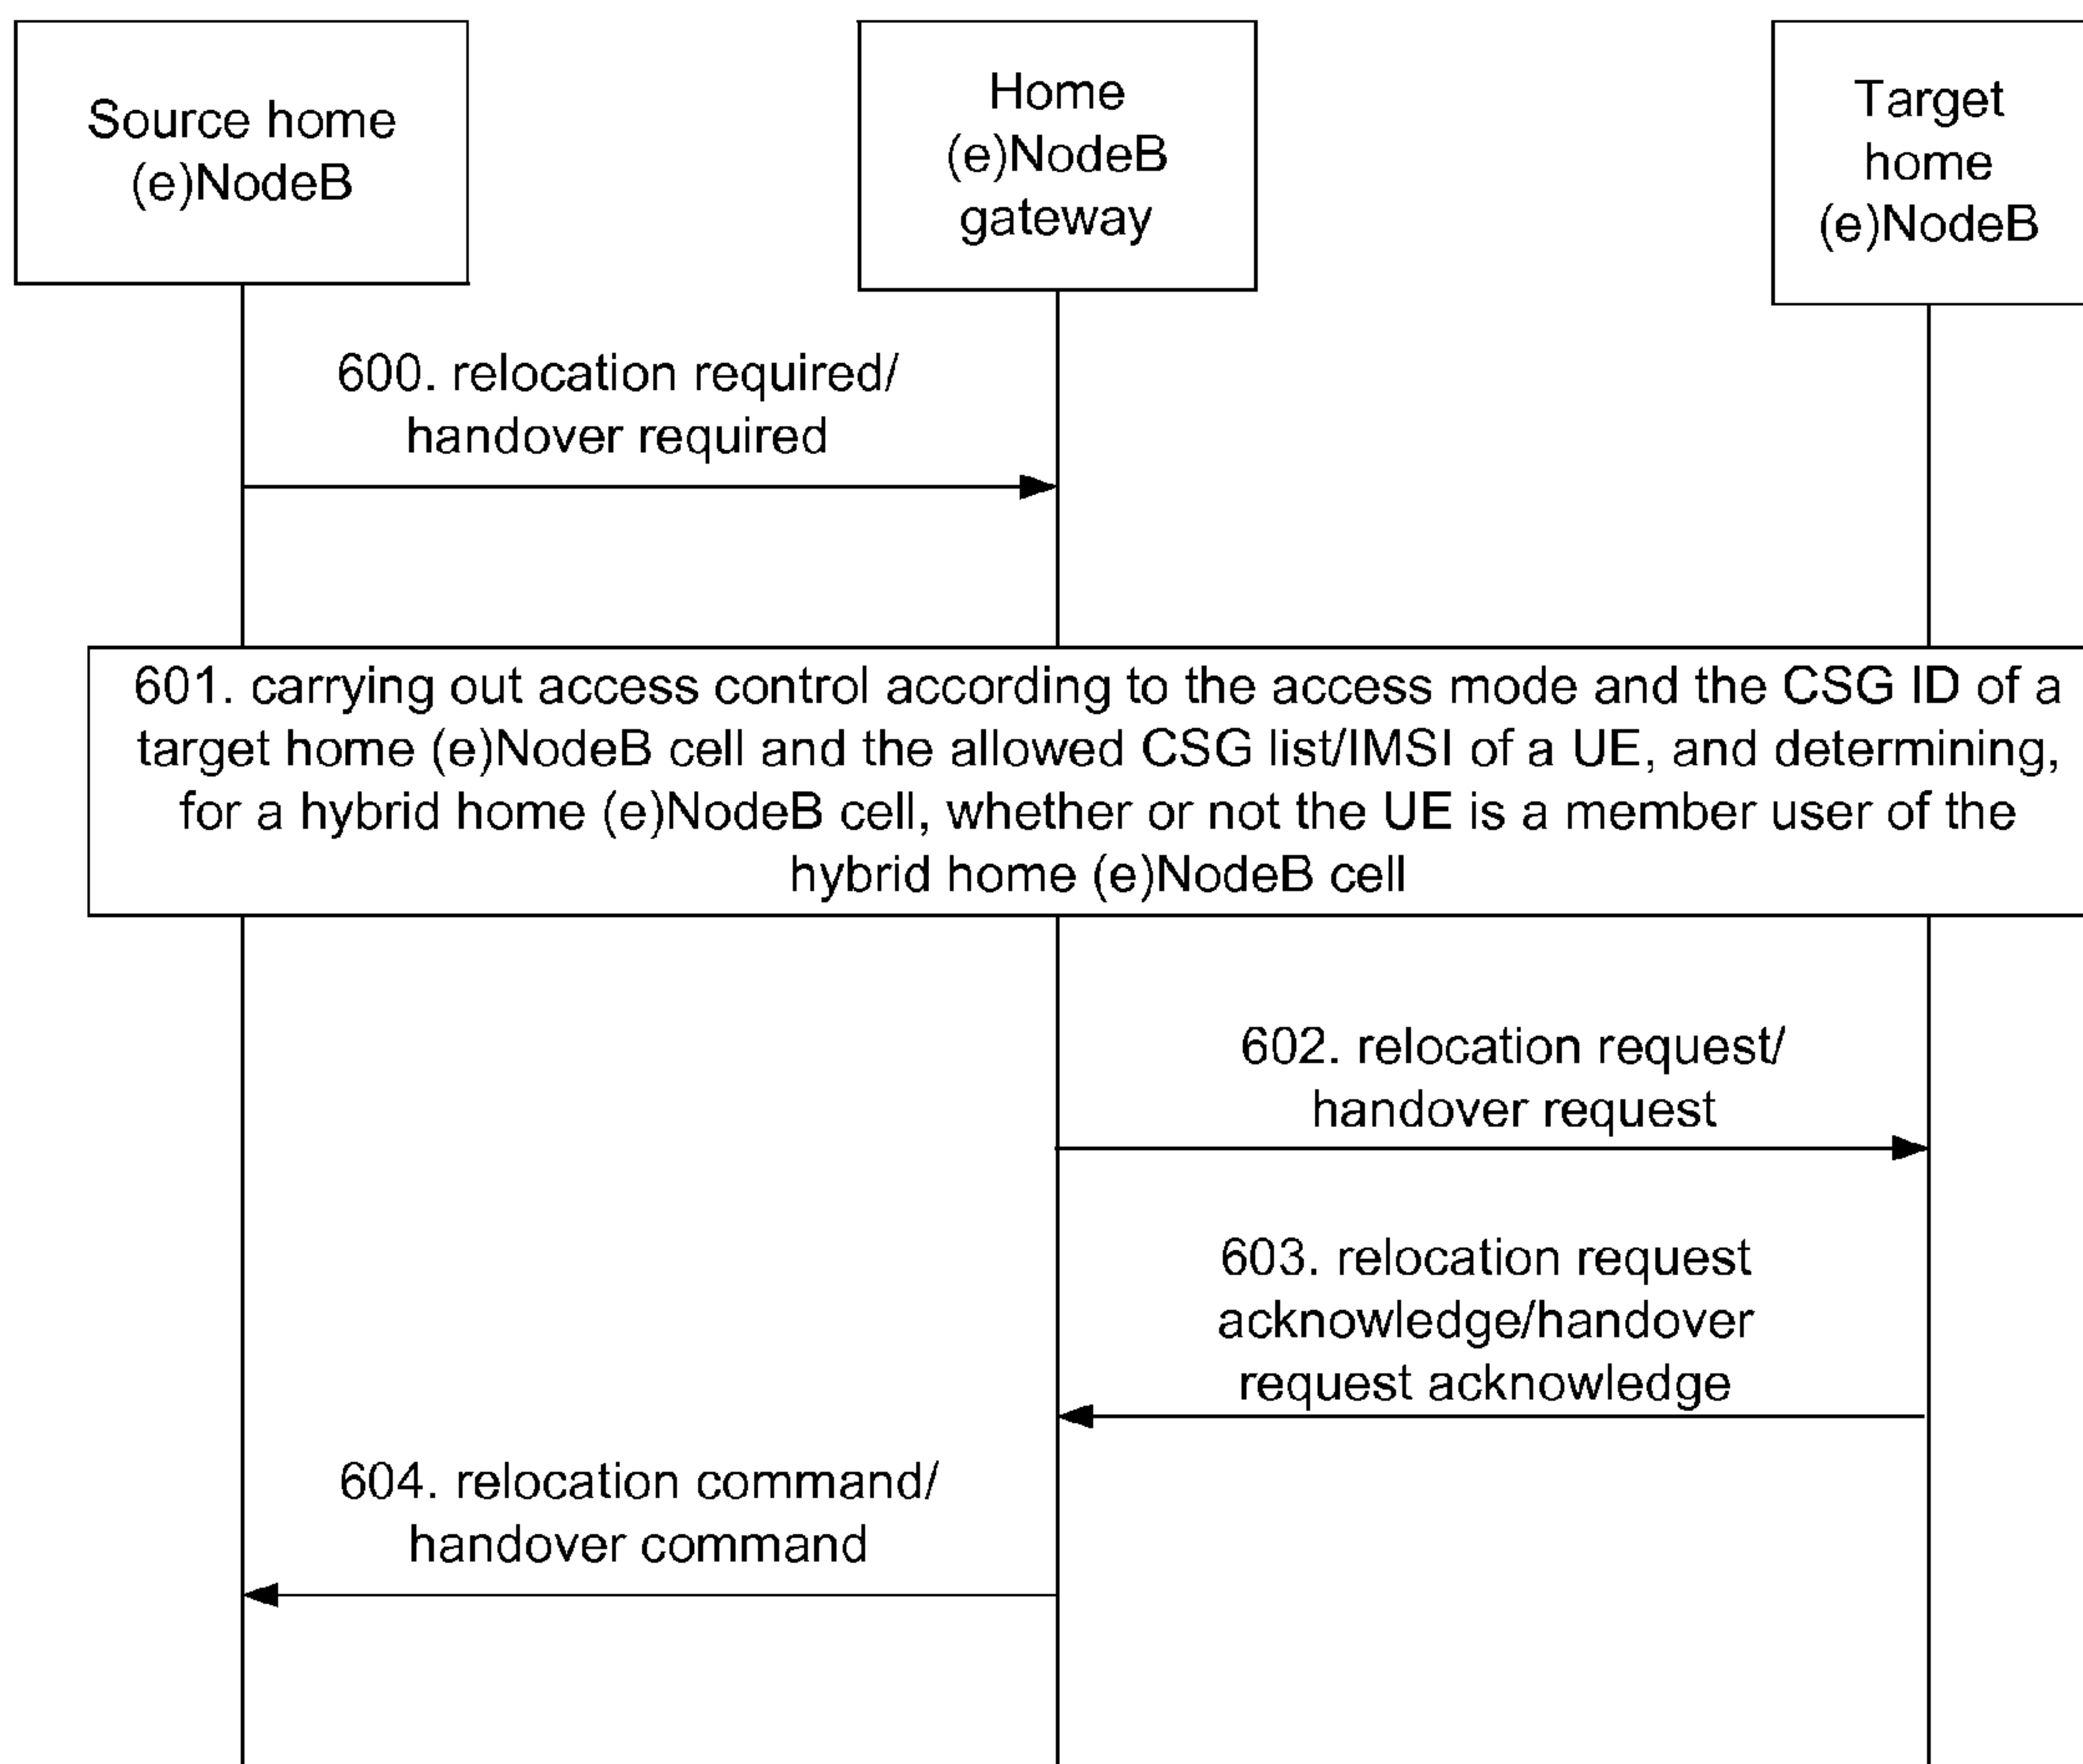 Source home
(e)NodeB
Home
(e)NodeB
gateway
Target
home
(e)NodeB
600. relocation required/
handover required
601. carrying out access control according to the access mode and the CSG ID of a
target home (e)NodeB cell and the allowed CSG list/IMSI of a UE, and determining,
for a hybrid home (e)NodeB cell, whether or not the UE is a member user of the
hybrid home (e)NodeB cell
602. relocation request/
handover request
603. relocation request
acknowledge/handover
request acknowledge
604. relocation command/
handover command